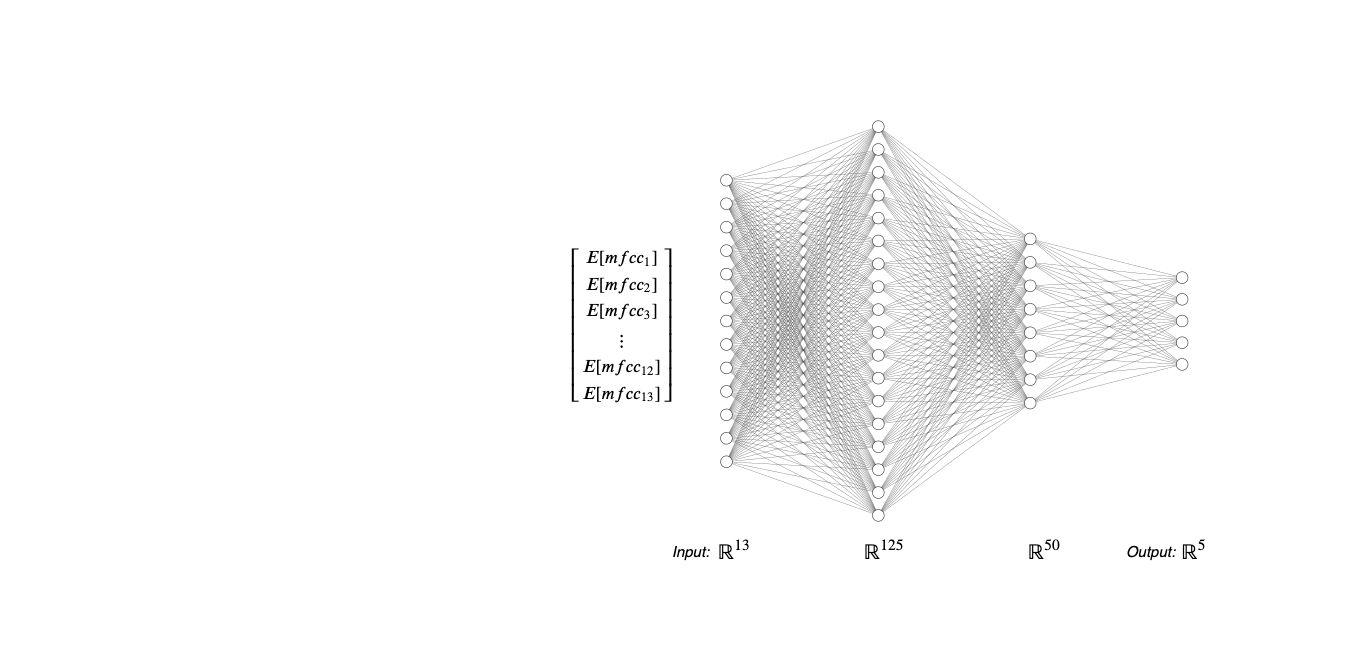 E[mfcc₁]
E[mfcc₂]
E[mfcc₃]
⋮
E[mfcc₁₂]
E[mfcc₁₃]
Input: ℝ¹³ ℝ¹²⁵ ℝ⁵⁰ Output: ℝ⁵